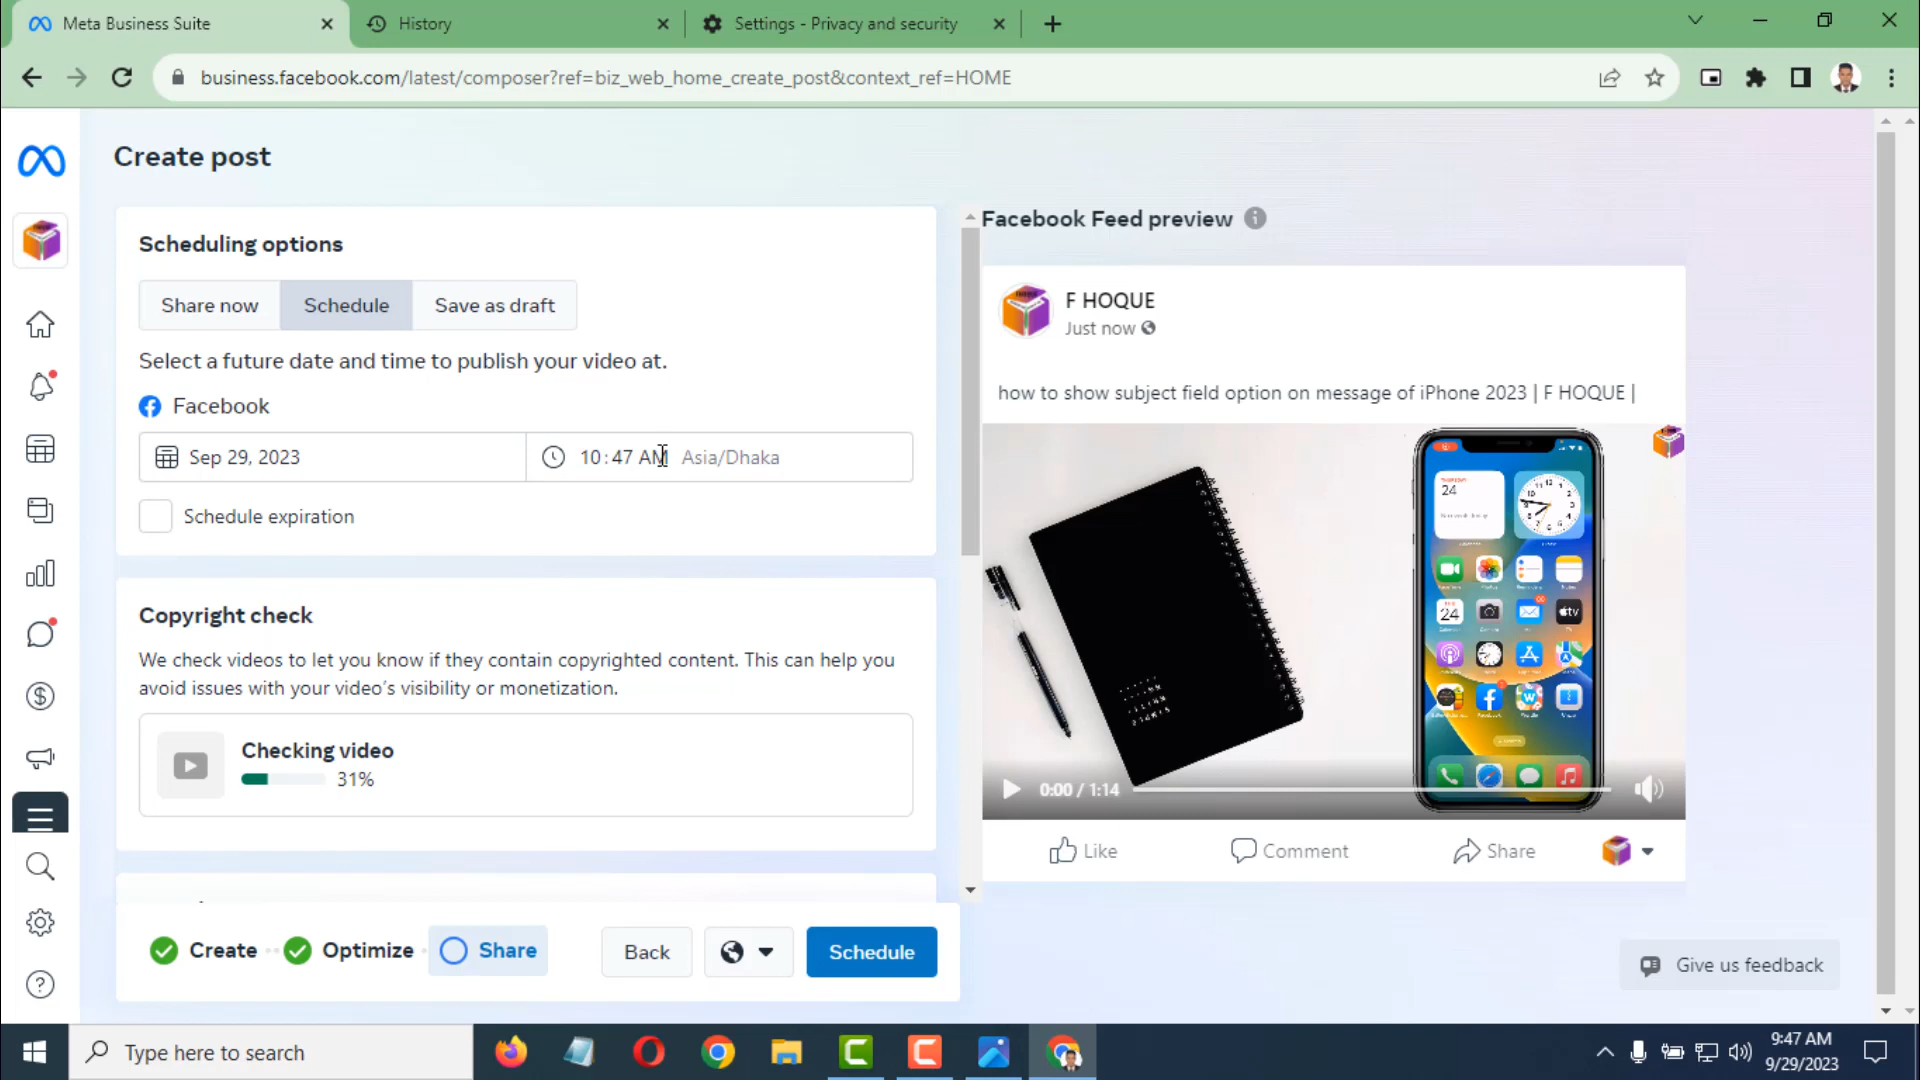 Meta Business Suite
History
Settings - Privacy and security
business.facebook.com/latest/composer?ref=biz_web_home_create_post&context_ref=HOME
Create post
Scheduling options
Share now
Schedule
Save as draft
Select a future date and time to publish your video at.
Facebook
Sep 29, 2023
10:47 AM Asia/Dhaka
Schedule expiration
Copyright check
We check videos to let you know if they contain copyrighted content. This can help you
avoid issues with your video's visibility or monetization.
Checking video
31%
Create
Optimize
Share
Back
Schedule
Facebook Feed preview
F HOQUE
Just now
how to show subject field option on message of iPhone 2023 | F HOQUE |
24
24
tv
0:00 / 1:14
Like
Comment
Share
Give us feedback
Type here to search
9:47 AM
9/29/2023